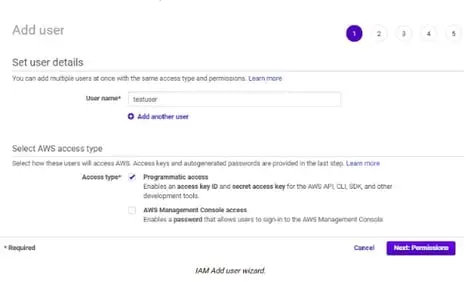 Add user
1 2 3 4 5
Set user details
You can add multiple users at once with the same access type and permissions. Learn more
User name* testuser
Add another user
Select AWS access type
Select how these users will access AWS. Access keys and autogenerated passwords are provided in the last step. Learn more
Access type* Programmatic access
Enables an access key ID and secret access key for the AWS API, CLI, SDK, and other
development tools.
AWS Management Console access
Enables a password that allows users to sign-in to the AWS Management Console
* Required Cancel Next: Permissions
IAM Add user wizard.